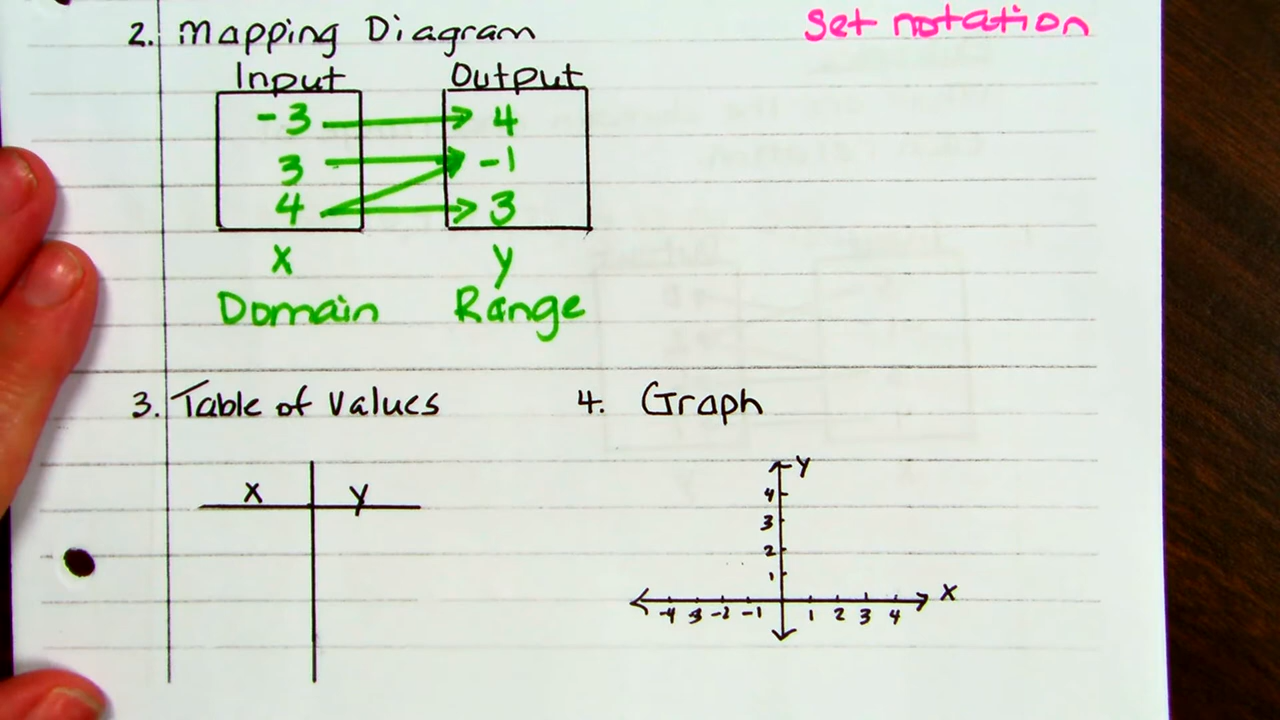 Set notation
2. Mapping Diagram
Input Output
-3 4
3 -1
4 3
x y
Domain Range
3. Table of Values 4. Graph
x y
y
4
3
2
1
x
-4 -3 -2 -1 1 2 3 4